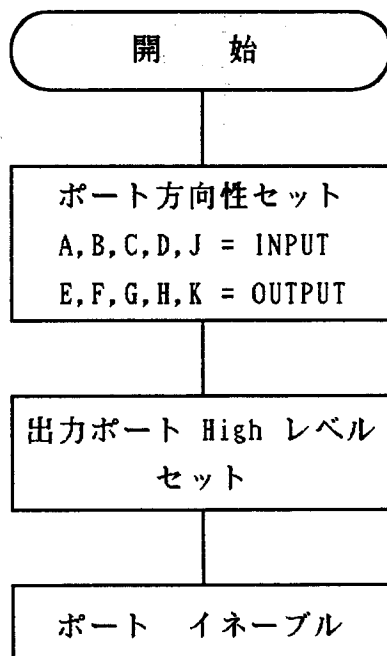 開 始
ポート方向性セット
A,B,C,D,J = INPUT
E,F,G,H,K = OUTPUT
出力ポート High レベル
セット
ポート イネーブル